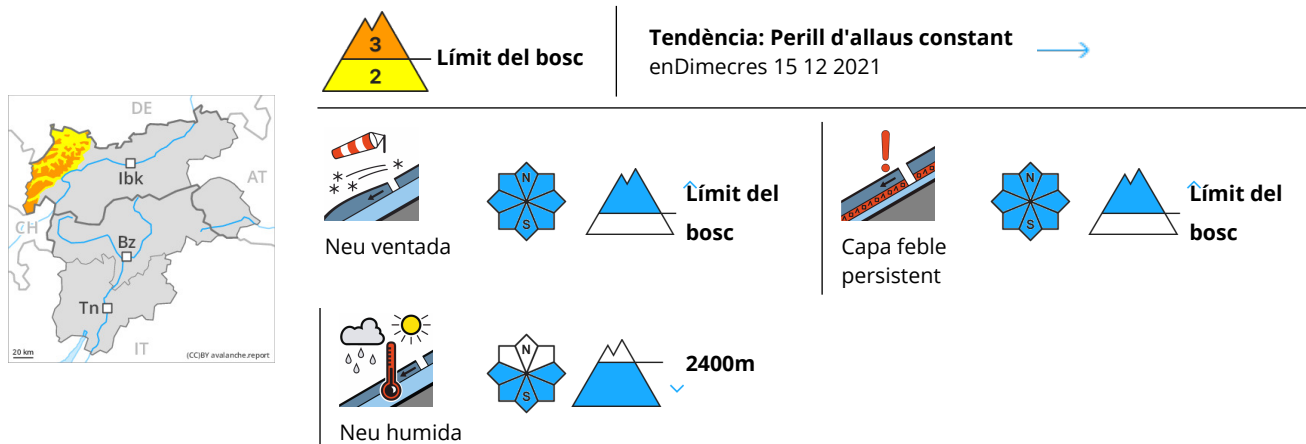 3
2
Límit del bosc
Tendència: Perill d'allaus constant
enDimecres 15 12 2021
DE
AT
CH
IT
Ibk
Bz
Tn
20 km
(CC)BY avalanche.report
Neu ventada
N
S
Límit del
bosc
Capa feble
persistent
N
S
Límit del
bosc
Neu humida
N
S
2400m